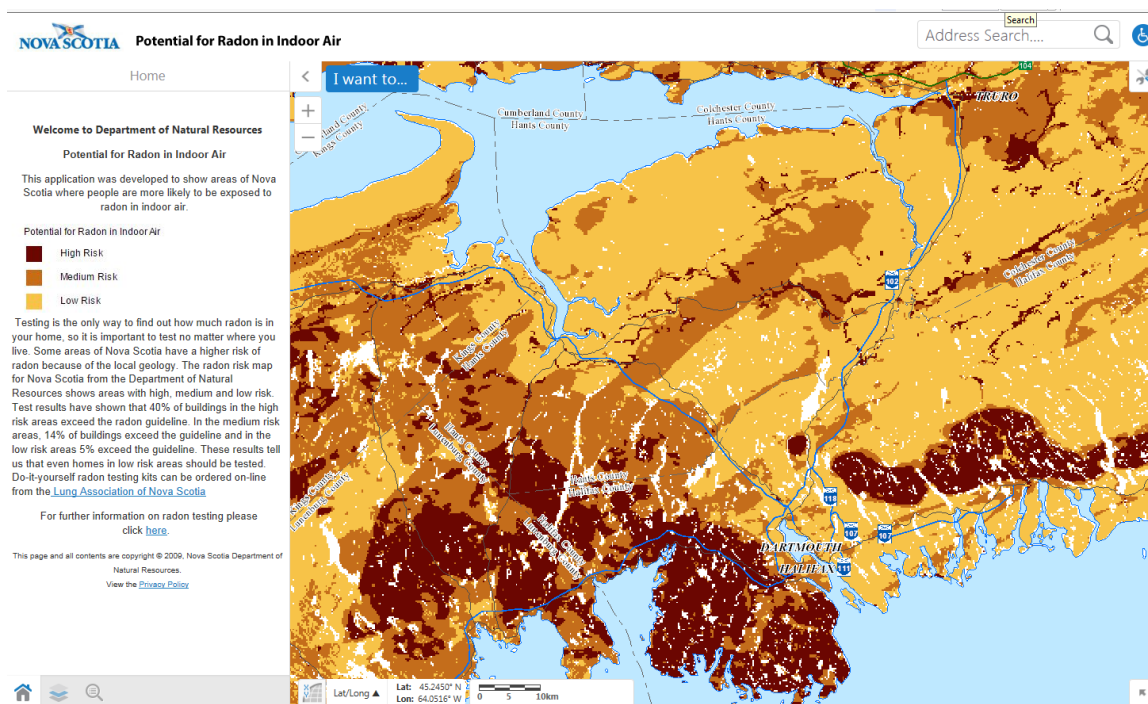 Search
NOVA SCOTIA
Potential for Radon in Indoor Air
Address Search....
Home
I want to...
Welcome to Department of Natural Resources
Potential for Radon in Indoor Air
This application was developed to show areas of Nova
Scotia where people are more likely to be exposed to
radon in indoor air.
Potential for Radon in Indoor Air
High Risk
Medium Risk
Low Risk
Testing is the only way to find out how much radon is in
your home, so it is important to test no matter where you
live. Some areas of Nova Scotia have a higher risk of
radon because of the local geology. The radon risk map
for Nova Scotia from the Department of Natural
Resources shows areas with high, medium and low risk.
Test results have shown that 40% of buildings in the high
risk areas exceed the radon guideline. In the medium risk
areas, 14% of buildings exceed the guideline and in the
low risk areas 5% exceed the guideline. These results tell
us that even homes in low risk areas should be tested.
Do-it-yourself radon testing kits can be ordered on-line
from the Lung Association of Nova Scotia
For further information on radon testing please
click here.
This page and all contents are copyright © 2009, Nova Scotia Department of
Natural Resources.
View the Privacy Policy
104
TRURO
Cumberland County
Hants County
Colchester County
Hants County
Kings County
102
Colchester County
Halifax County
Kings County
Hants County
Hants County
Lunenburg County
Kings County
Lunenburg County
Hants County
Halifax County
Halifax County
Lunenburg County
118
107
107
DARTMOUTH
HALIFAX
111
Lat/Long
Lat: 45.2450° N
Lon: 64.0516° W
0 5 10km